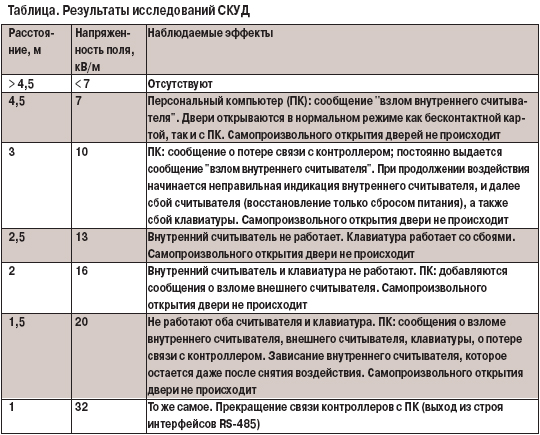 Таблица. Результаты исследований СКУД
Расстоя-
ние, м
Напряжен-
ность поля,
кВ/м
Наблюдаемые эффекты
> 4,5
< 7
Отсутствуют
4,5
7
Персональный компьютер (ПК): сообщение "взлом внутреннего считыва-
теля". Двери открываются в нормальном режиме как бесконтактной кар-
той, так и с ПК. Самопроизвольного открытия дверей не происходит
3
10
ПК: сообщение о потере связи с контроллером; постоянно выдается
сообщение "взлом внутреннего считывателя". При продолжении воздействия
начинается неправильная индикация внутреннего считывателя, и далее
сбой считывателя (восстановление только сбросом питания), а также
сбой клавиатуры. Самопроизвольного открытия двери не происходит
2,5
13
Внутренний считыватель не работает. Клавиатура работает со сбоями.
Самопроизвольного открытия двери не происходит
2
16
Внутренний считыватель и клавиатура не работают. ПК: добавляются
сообщения о взломе внешнего считывателя. Самопроизвольного
открытия двери не происходит
1,5
20
Не работают оба считывателя и клавиатура. ПК: сообщения о взломе
внутреннего считывателя, внешнего считывателя, клавиатуры, о потере
связи с контроллером. Зависание внутреннего считывателя, которое
остается даже после снятия воздействия. Самопроизвольного открытия
двери не происходит
1
32
То же самое. Прекращение связи контроллеров с ПК (выход из строя
интерфейсов RS-485)